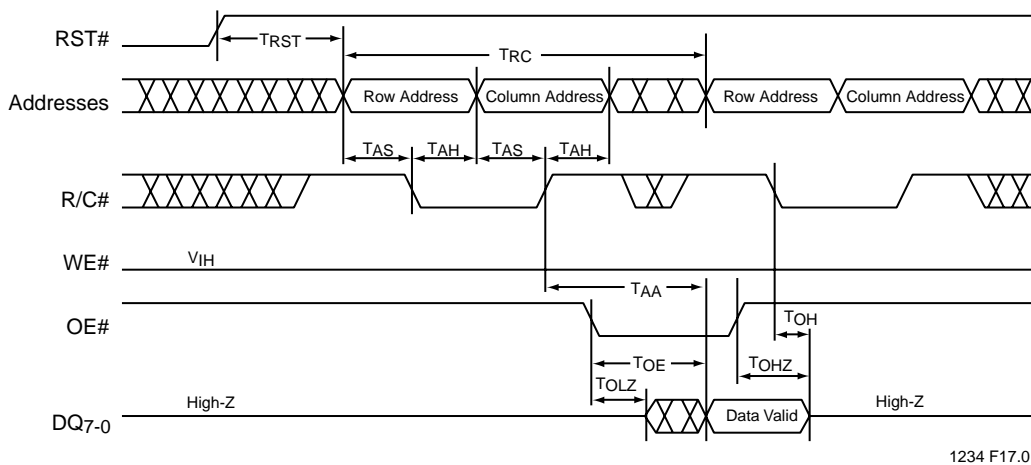 RST#
TRST
TRC
Addresses
Row Address
Column Address
Row Address
Column Address
TAS
TAH
TAS
TAH
R/C#
WE#
VIH
TAA
OE#
TOH
TOE
TOHZ
TOLZ
DQ7-0
High-Z
Data Valid
High-Z
1234 F17.0